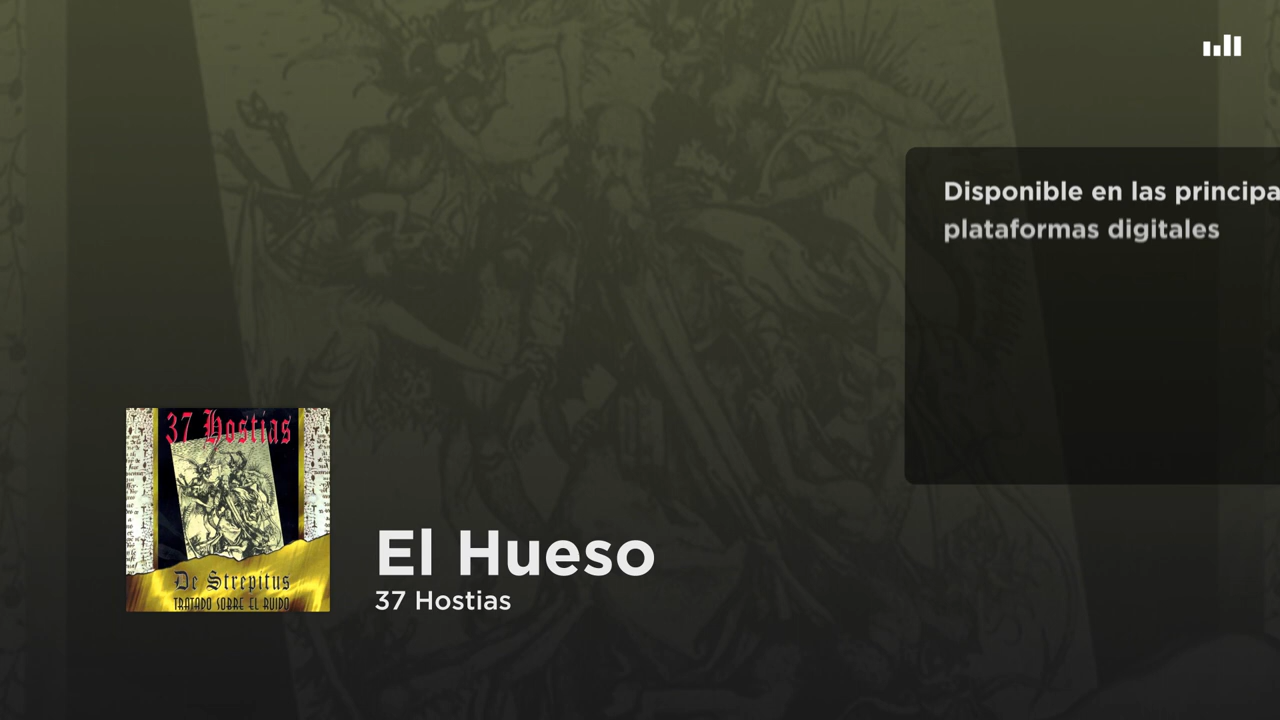 Disponible en las principa
plataformas digitales
37 Hostias
De Strepitus
TRATADO SOBRE EL RUIDO
El Hueso
37 Hostias